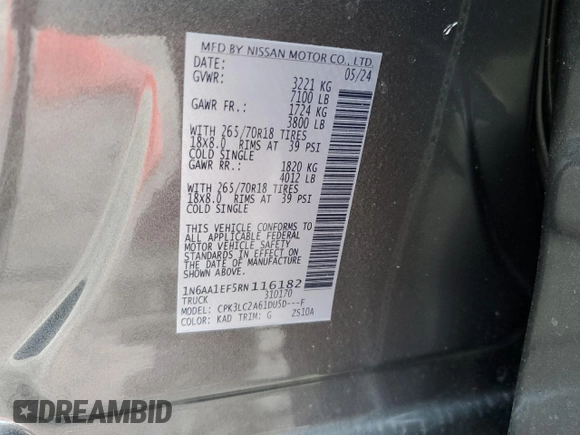 MFD BY NISSAN MOTOR CO., LTD.
DATE: 05/24
GVWR: 3221 KG
7100 LB
GAWR FR.: 1724 KG
3800 LB
WITH 265/70R18 TIRES
18X8.0 RIMS AT 39 PSI
COLD SINGLE
GAWR RR.: 1820 KG
4012 LB
WITH 265/70R18 TIRES
18X8.0 RIMS AT 39 PSI
COLD SINGLE
THIS VEHICLE CONFORMS TO
ALL APPLICABLE FEDERAL
MOTOR VEHICLE SAFETY
STANDARDS IN EFFECT ON
THE DATE OF MANUFACTURE
SHOWN ABOVE.
1N6AA1EF5RN116182
TRUCK 310170
MODEL: CPK3LC2A61DUSD---F
COLOR: KAD TRIM: G 2S10A
DREAMBID